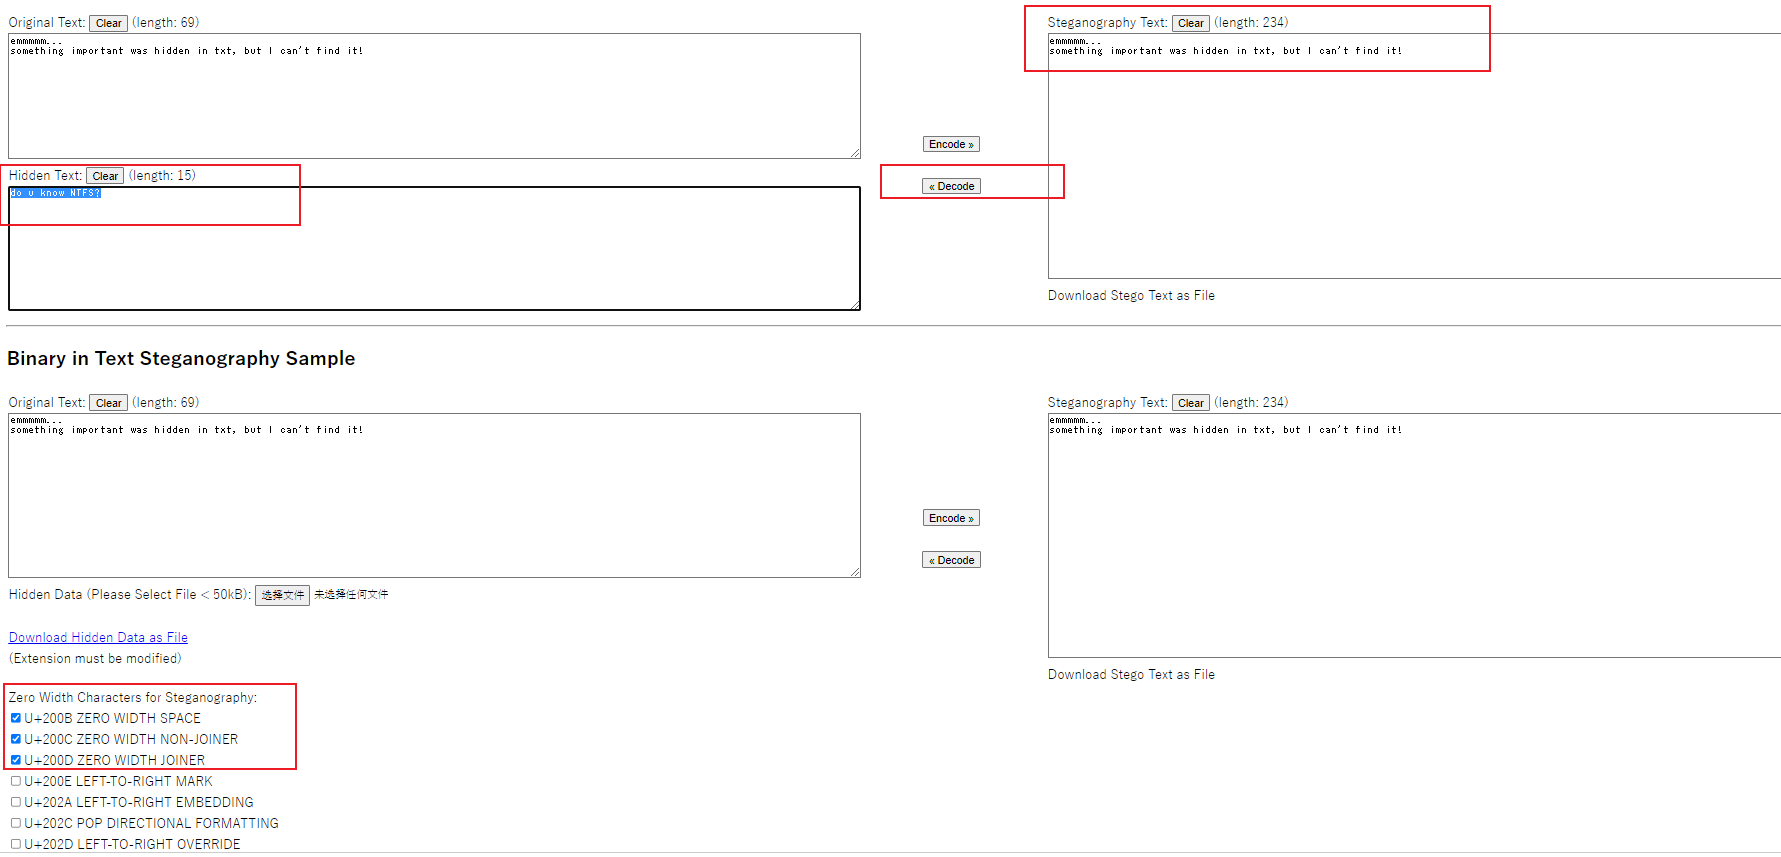 Original Text: Clear (length: 69)
emmmmm...
something important was hidden in txt, but I can't find it!
Hidden Text: Clear (length: 15)
do u know NTFS?
Encode »
« Decode
Steganography Text: Clear (length: 234)
emmmmm...
something important was hidden in txt, but I can't find it!
Download Stego Text as File
Binary in Text Steganography Sample
Original Text: Clear (length: 69)
emmmmm...
something important was hidden in txt, but I can't find it!
Encode »
« Decode
Steganography Text: Clear (length: 234)
emmmmm...
something important was hidden in txt, but I can't find it!
Hidden Data (Please Select File < 50kB): 选择文件 未选择任何文件
Download Hidden Data as File
(Extension must be modified)
Download Stego Text as File
Zero Width Characters for Steganography:
U+200B ZERO WIDTH SPACE
U+200C ZERO WIDTH NON-JOINER
U+200D ZERO WIDTH JOINER
U+200E LEFT-TO-RIGHT MARK
U+202A LEFT-TO-RIGHT EMBEDDING
U+202C POP DIRECTIONAL FORMATTING
U+202D LEFT-TO-RIGHT OVERRIDE